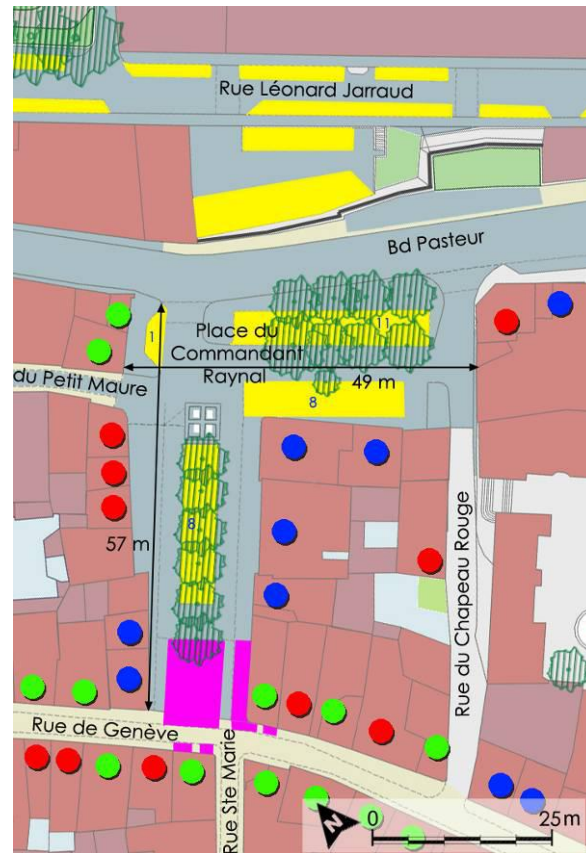 Rue Léonard Jarraud
Bd Pasteur
1
Place du
Commandant
Raynal
11
du Petit Maure
49 m
8
8
57 m
Rue du Chapeau Rouge
Rue de Genève
Rue Ste Marie
N
0
25m